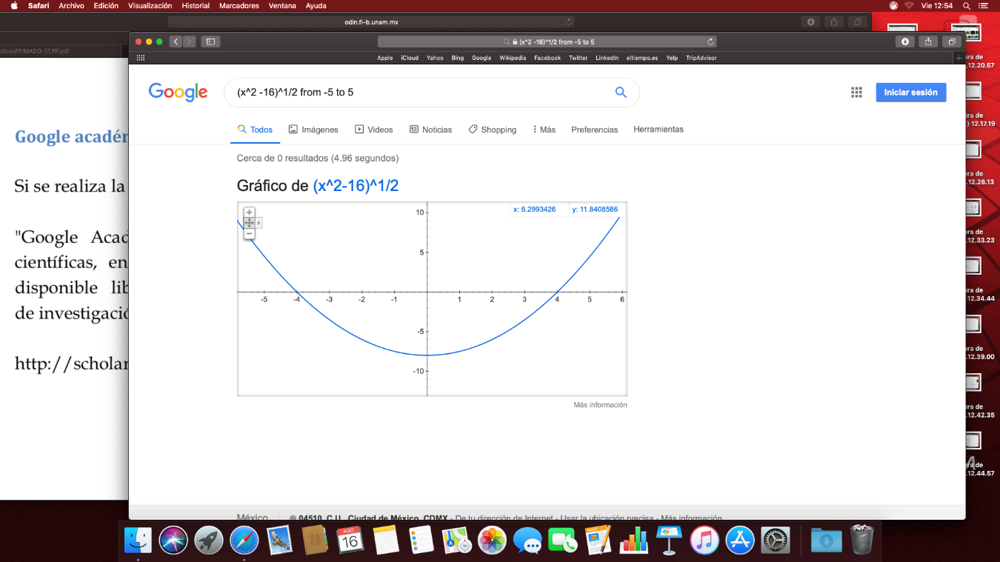 Safari Archivo Edición Visualización Historial Marcadores Ventana Ayuda Vie 12:54
odin.fi-b.unam.mx
cticasFP/MADO-17_FP.pdf
(x^2 -16)^1/2 from -5 to 5
Apple iCloud Yahoo Bing Google Wikipedia Facebook Twitter LinkedIn eltiempo.es Yelp TripAdvisor
Google
(x^2 -16)^1/2 from -5 to 5
Iniciar sesión
Todos Imágenes Videos Noticias Shopping Más Preferencias Herramientas
Cerca de 0 resultados (4.96 segundos)
Gráfico de (x^2-16)^1/2
x: 6.2993426 y: 11.8408586
10
5
-5 -4 -3 -2 -1 1 2 3 4 5 6
-5
-10
Más información
México 04510, C.U., Ciudad de México, CDMX - De tu dirección de Internet - Usar la ubicación precisa - Más información
Google académ
Si se realiza la
"Google Acad
científicas, en
disponible lib
de investigació
http://scholar
ura de
.12.20.57
ura de
) 12.17.19
ura de
.12.26.13
ura de
.12.33.23
ura de
.12.34.44
ura de
.12.39.00
ura de
.12.42.35
ura de
.12.44.57
AGO
16